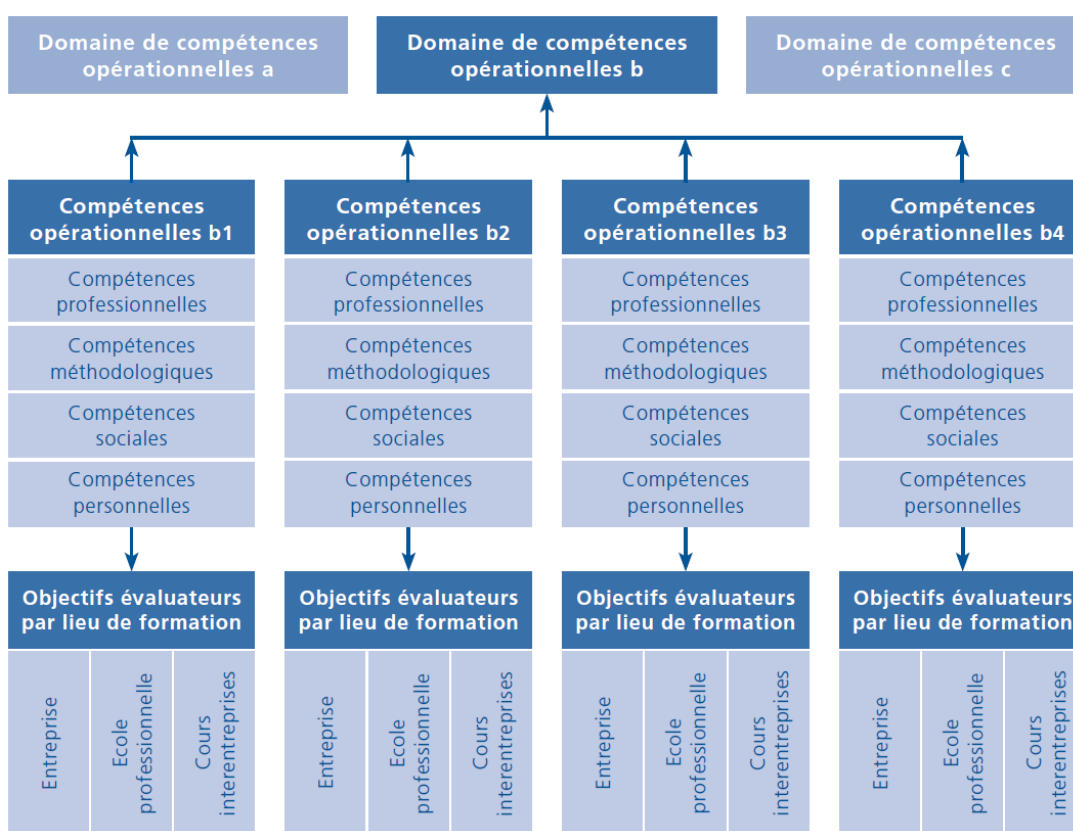 Domaine de compétences
opérationnelles a
Domaine de compétences
opérationnelles b
Domaine de compétences
opérationnelles c
Compétences
opérationnelles b1
Compétences
opérationnelles b2
Compétences
opérationnelles b3
Compétences
opérationnelles b4
Compétences
professionnelles
Compétences
professionnelles
Compétences
professionnelles
Compétences
professionnelles
Compétences
méthodologiques
Compétences
méthodologiques
Compétences
méthodologiques
Compétences
méthodologiques
Compétences
sociales
Compétences
sociales
Compétences
sociales
Compétences
sociales
Compétences
personnelles
Compétences
personnelles
Compétences
personnelles
Compétences
personnelles
Objectifs évaluateurs
par lieu de formation
Objectifs évaluateurs
par lieu de formation
Objectifs évaluateurs
par lieu de formation
Objectifs évaluateurs
par lieu de formation
Entreprise
Ecole
professionnelle
Cours
interentreprises
Entreprise
Ecole
professionnelle
Cours
interentreprises
Entreprise
Ecole
professionnelle
Cours
interentreprises
Entreprise
Ecole
professionnelle
Cours
interentreprises